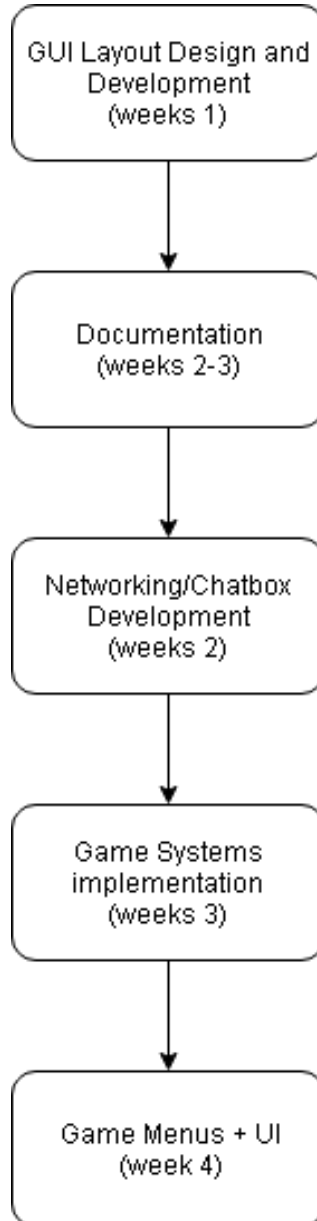 GUI Layout Design and
Development
(weeks 1)
Documentation
(weeks 2-3)
Networking/Chatbox
Development
(weeks 2)
Game Systems
implementation
(weeks 3)
Game Menus + UI
(week 4)